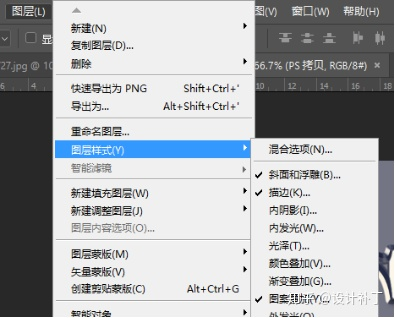 图层(L)
图(V)
窗口(W)
帮助(H)
27.jpg @ 10
56.7% (PS 拷贝, RGB/8#) ×
6
10
12
14
16
18
新建(N)
复制图层(D)...
删除
快速导出为 PNG Shift+Ctrl+'
导出为... Alt+Shift+Ctrl+'
重命名图层...
图层样式(Y)
智能滤镜
新建填充图层(W)
新建调整图层(J)
图层内容选项(O)...
图层蒙版(M)
矢量蒙版(V)
创建剪贴蒙版(C) Alt+Ctrl+G
智能对象
混合选项(N)...
斜面和浮雕(B)...
描边(K)...
内阴影(I)...
内发光(W)...
光泽(T)...
颜色叠加(V)...
渐变叠加(G)...
外发光(O)
@设计补丁